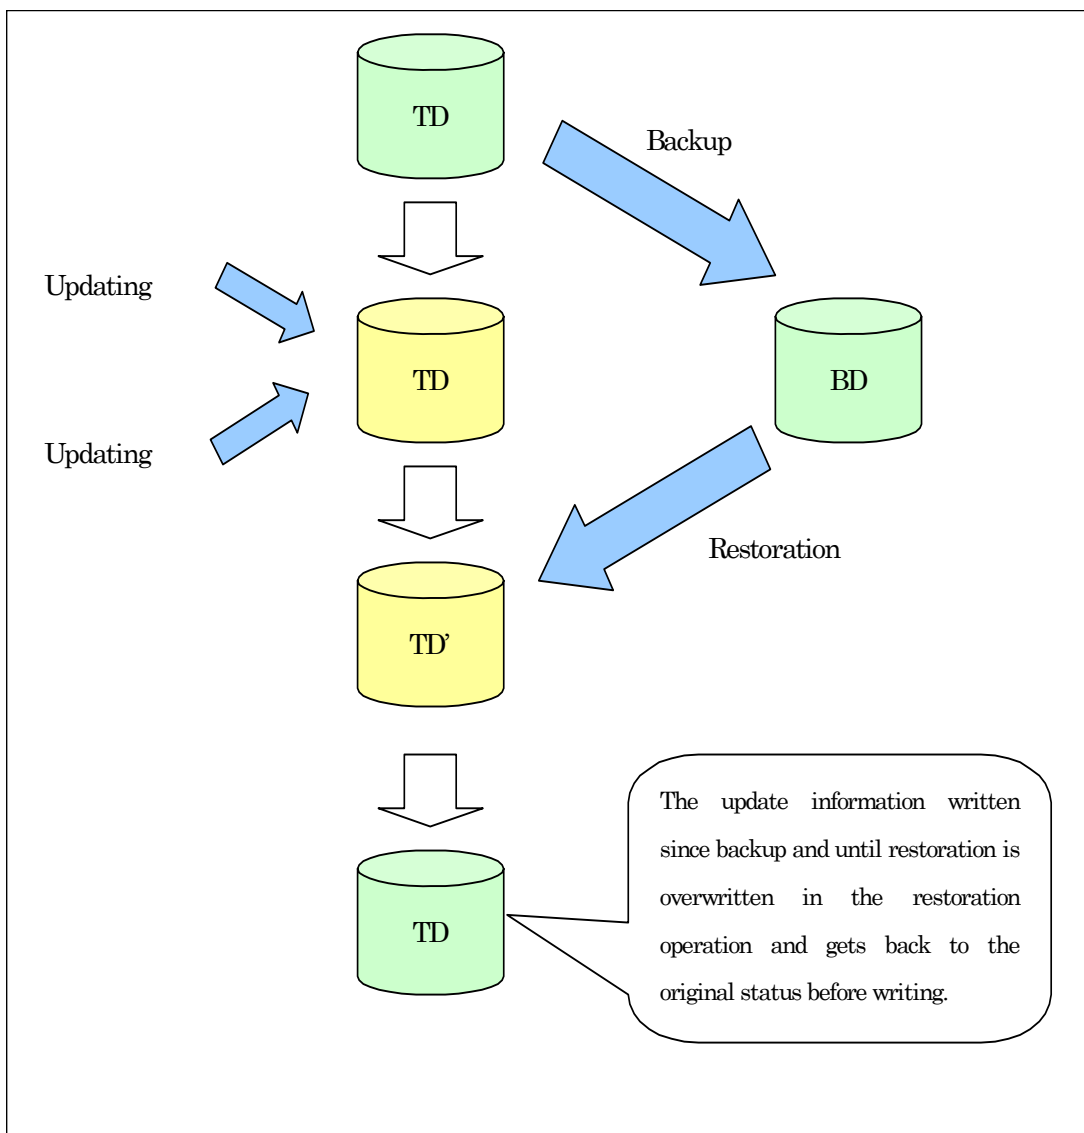 TD
Backup
Updating
TD
BD
Updating
Restoration
TD'
The update information written
since backup and until restoration is
overwritten in the restoration
operation and gets back to the
original status before writing.
TD